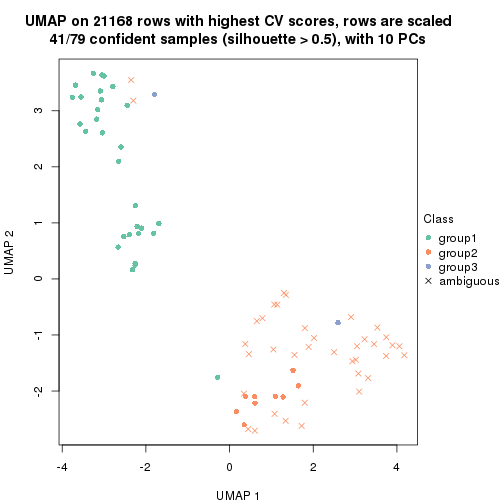 UMAP on 21168 rows with highest CV scores, rows are scaled
41/79 confident samples (silhouette > 0.5), with 10 PCs
UMAP 2
3
2
1
0
-1
-2
-4
-2
0
2
4
UMAP 1
Class
group1
group2
group3
ambiguous